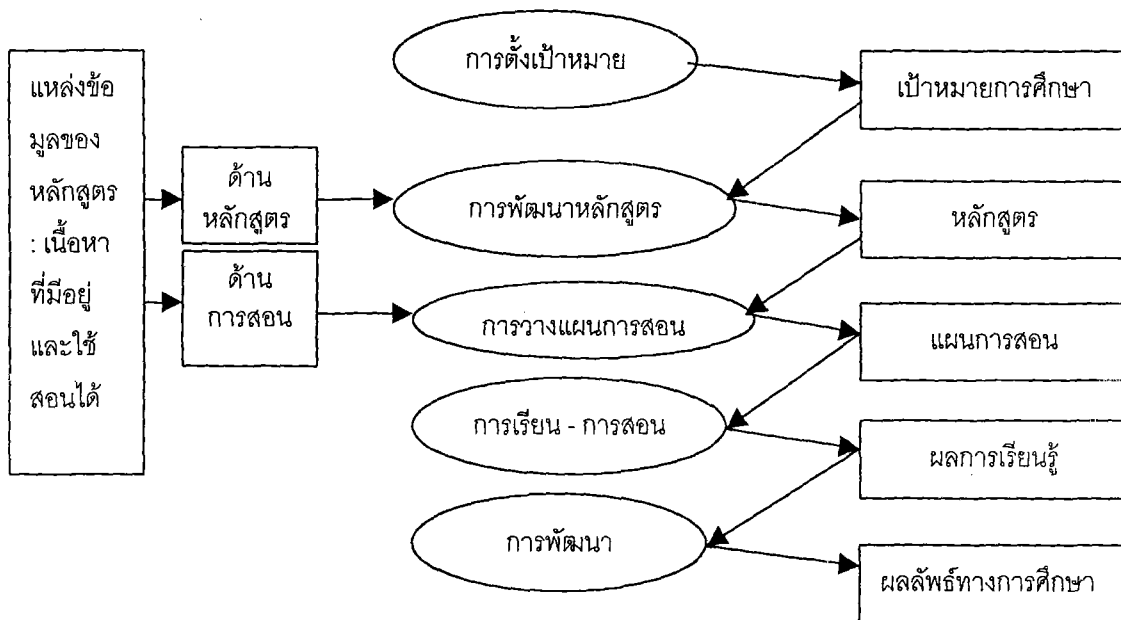 แหล่งข้อ
มูลของ
หลักสูตร
: เนื้อหา
ที่มีอยู่
และใช้
สอนได้
ด้าน
หลักสูตร
ด้าน
การสอน
การตั้งเป้าหมาย
การพัฒนาหลักสูตร
การวางแผนการสอน
การเรียน - การสอน
การพัฒนา
เป้าหมายการศึกษา
หลักสูตร
แผนการสอน
ผลการเรียนรู้
ผลลัพธ์ทางการศึกษา